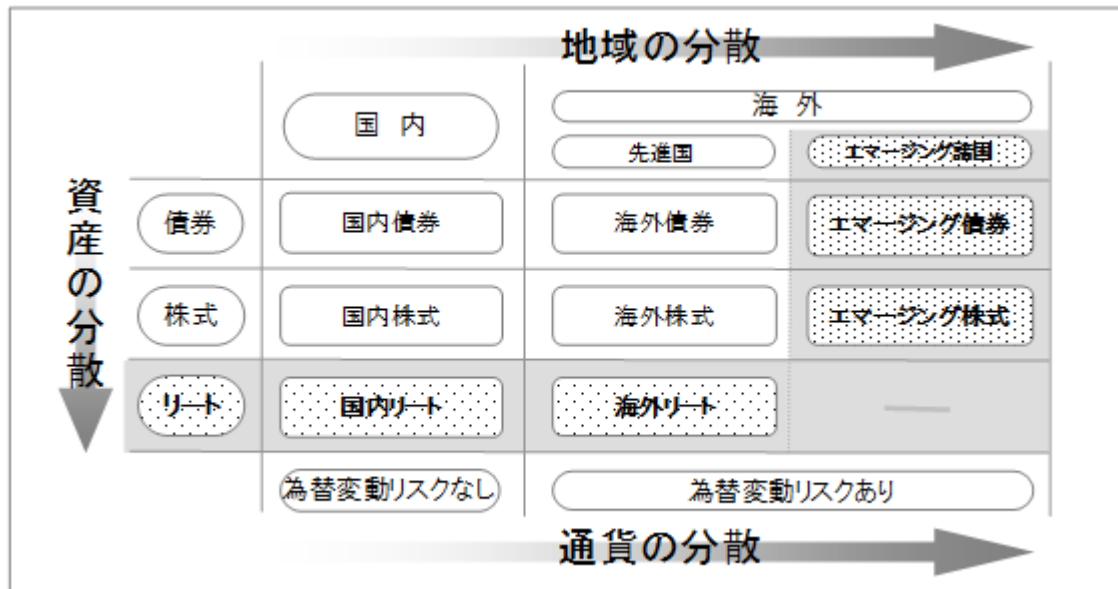 地域の分散
国内
海外
先進国
エマージング諸国
資産の分散
債券
国内債券
海外債券
エマージング債券
株式
国内株式
海外株式
エマージング株式
リート
国内リート
海外リート
―
為替変動リスクなし
為替変動リスクあり
通貨の分散